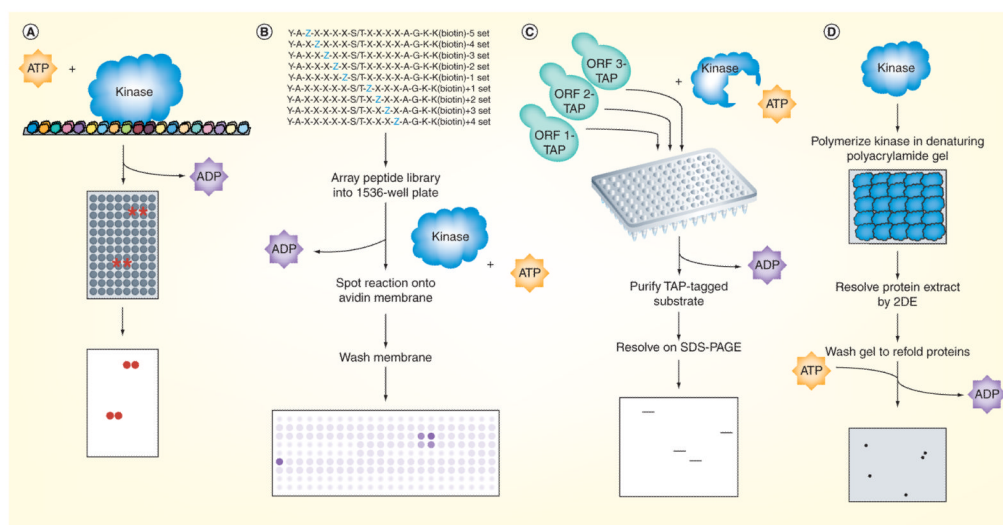 A
ATP
+
Kinase
ADP
B
Y-A-Z-X-X-X-X-S/T-X-X-X-X-A-G-K-K(biotin)-5 set
Y-A-X-Z-X-X-X-S/T-X-X-X-X-A-G-K-K(biotin)-4 set
Y-A-X-X-Z-X-X-S/T-X-X-X-X-A-G-K-K(biotin)-3 set
Y-A-X-X-X-Z-X-S/T-X-X-X-X-A-G-K-K(biotin)-2 set
Y-A-X-X-X-X-Z-S/T-X-X-X-X-A-G-K-K(biotin)-1 set
Y-A-X-X-X-X-X-S/T-Z-X-X-X-A-G-K-K(biotin)+1 set
Y-A-X-X-X-X-X-S/T-X-Z-X-X-A-G-K-K(biotin)+2 set
Y-A-X-X-X-X-X-S/T-X-X-Z-X-A-G-K-K(biotin)+3 set
Y-A-X-X-X-X-X-S/T-X-X-X-Z-A-G-K-K(biotin)+4 set
Array peptide library
into 1536-well plate
Kinase
ADP
+
ATP
Spot reaction onto
avidin membrane
Wash membrane
C
ORF 3-
TAP
ORF 2-
TAP
ORF 1-
TAP
+
Kinase
ATP
ADP
Purify TAP-tagged
substrate
Resolve on SDS-PAGE
D
Kinase
Polymerize kinase in denaturing
polyacrylamide gel
Resolve protein extract
by 2DE
Wash gel to refold proteins
ATP
ADP